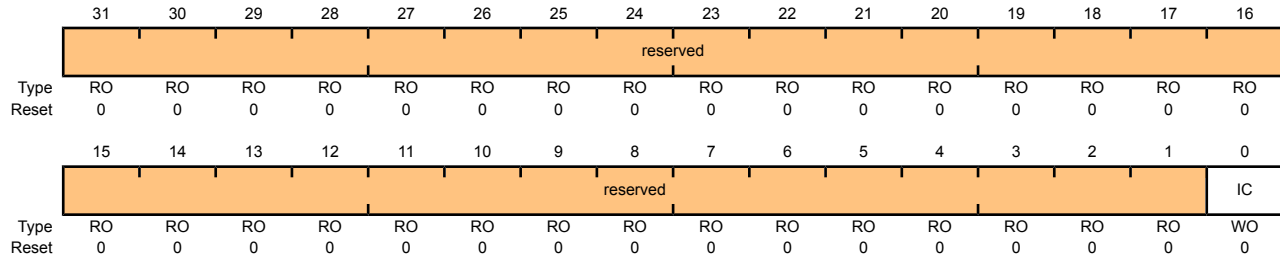 31 30 29 28 27 26 25 24 23 22 21 20 19 18 17 16
reserved
Type RO RO RO RO RO RO RO RO RO RO RO RO RO RO RO RO
Reset 0 0 0 0 0 0 0 0 0 0 0 0 0 0 0 0
15 14 13 12 11 10 9 8 7 6 5 4 3 2 1 0
reserved IC
Type RO RO RO RO RO RO RO RO RO RO RO RO RO RO RO WO
Reset 0 0 0 0 0 0 0 0 0 0 0 0 0 0 0 0